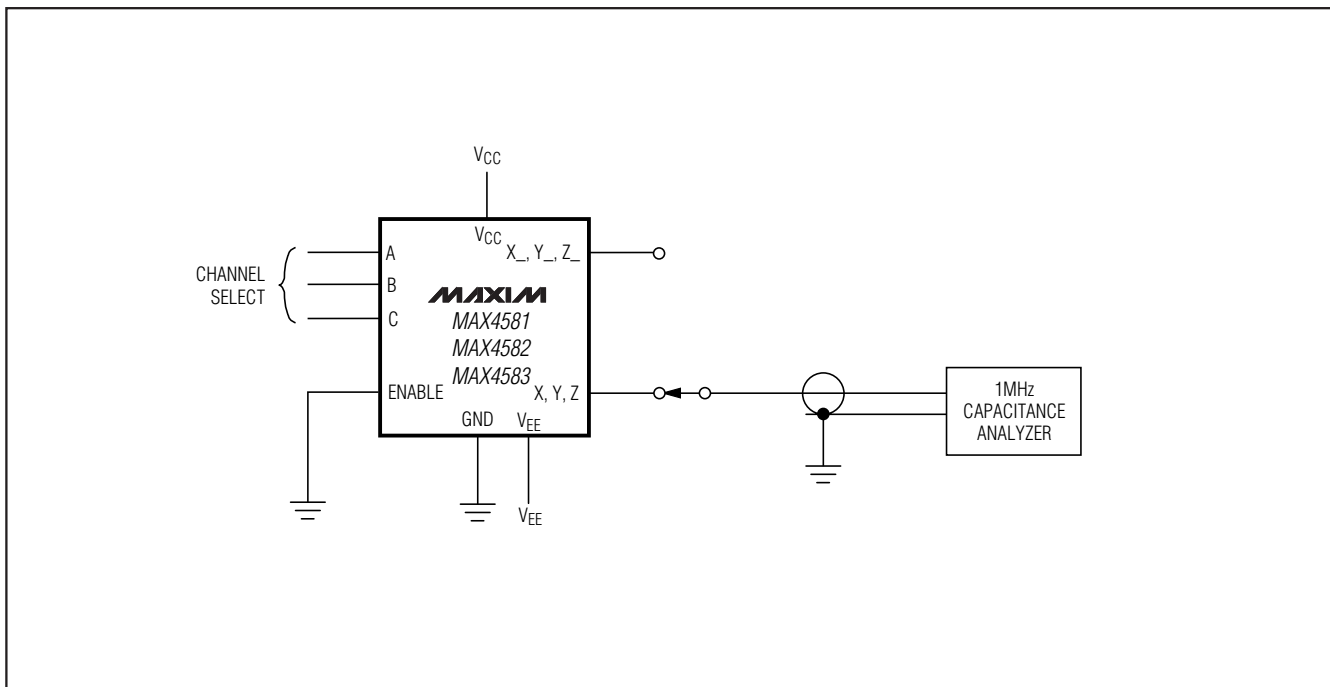 VCC
VCC
X_, Y_, Z_
A
CHANNEL
SELECT
B
MAXIM
C
MAX4581
MAX4582
MAX4583
ENABLE
X, Y, Z
GND
VEE
VEE
1MHz
CAPACITANCE
ANALYZER